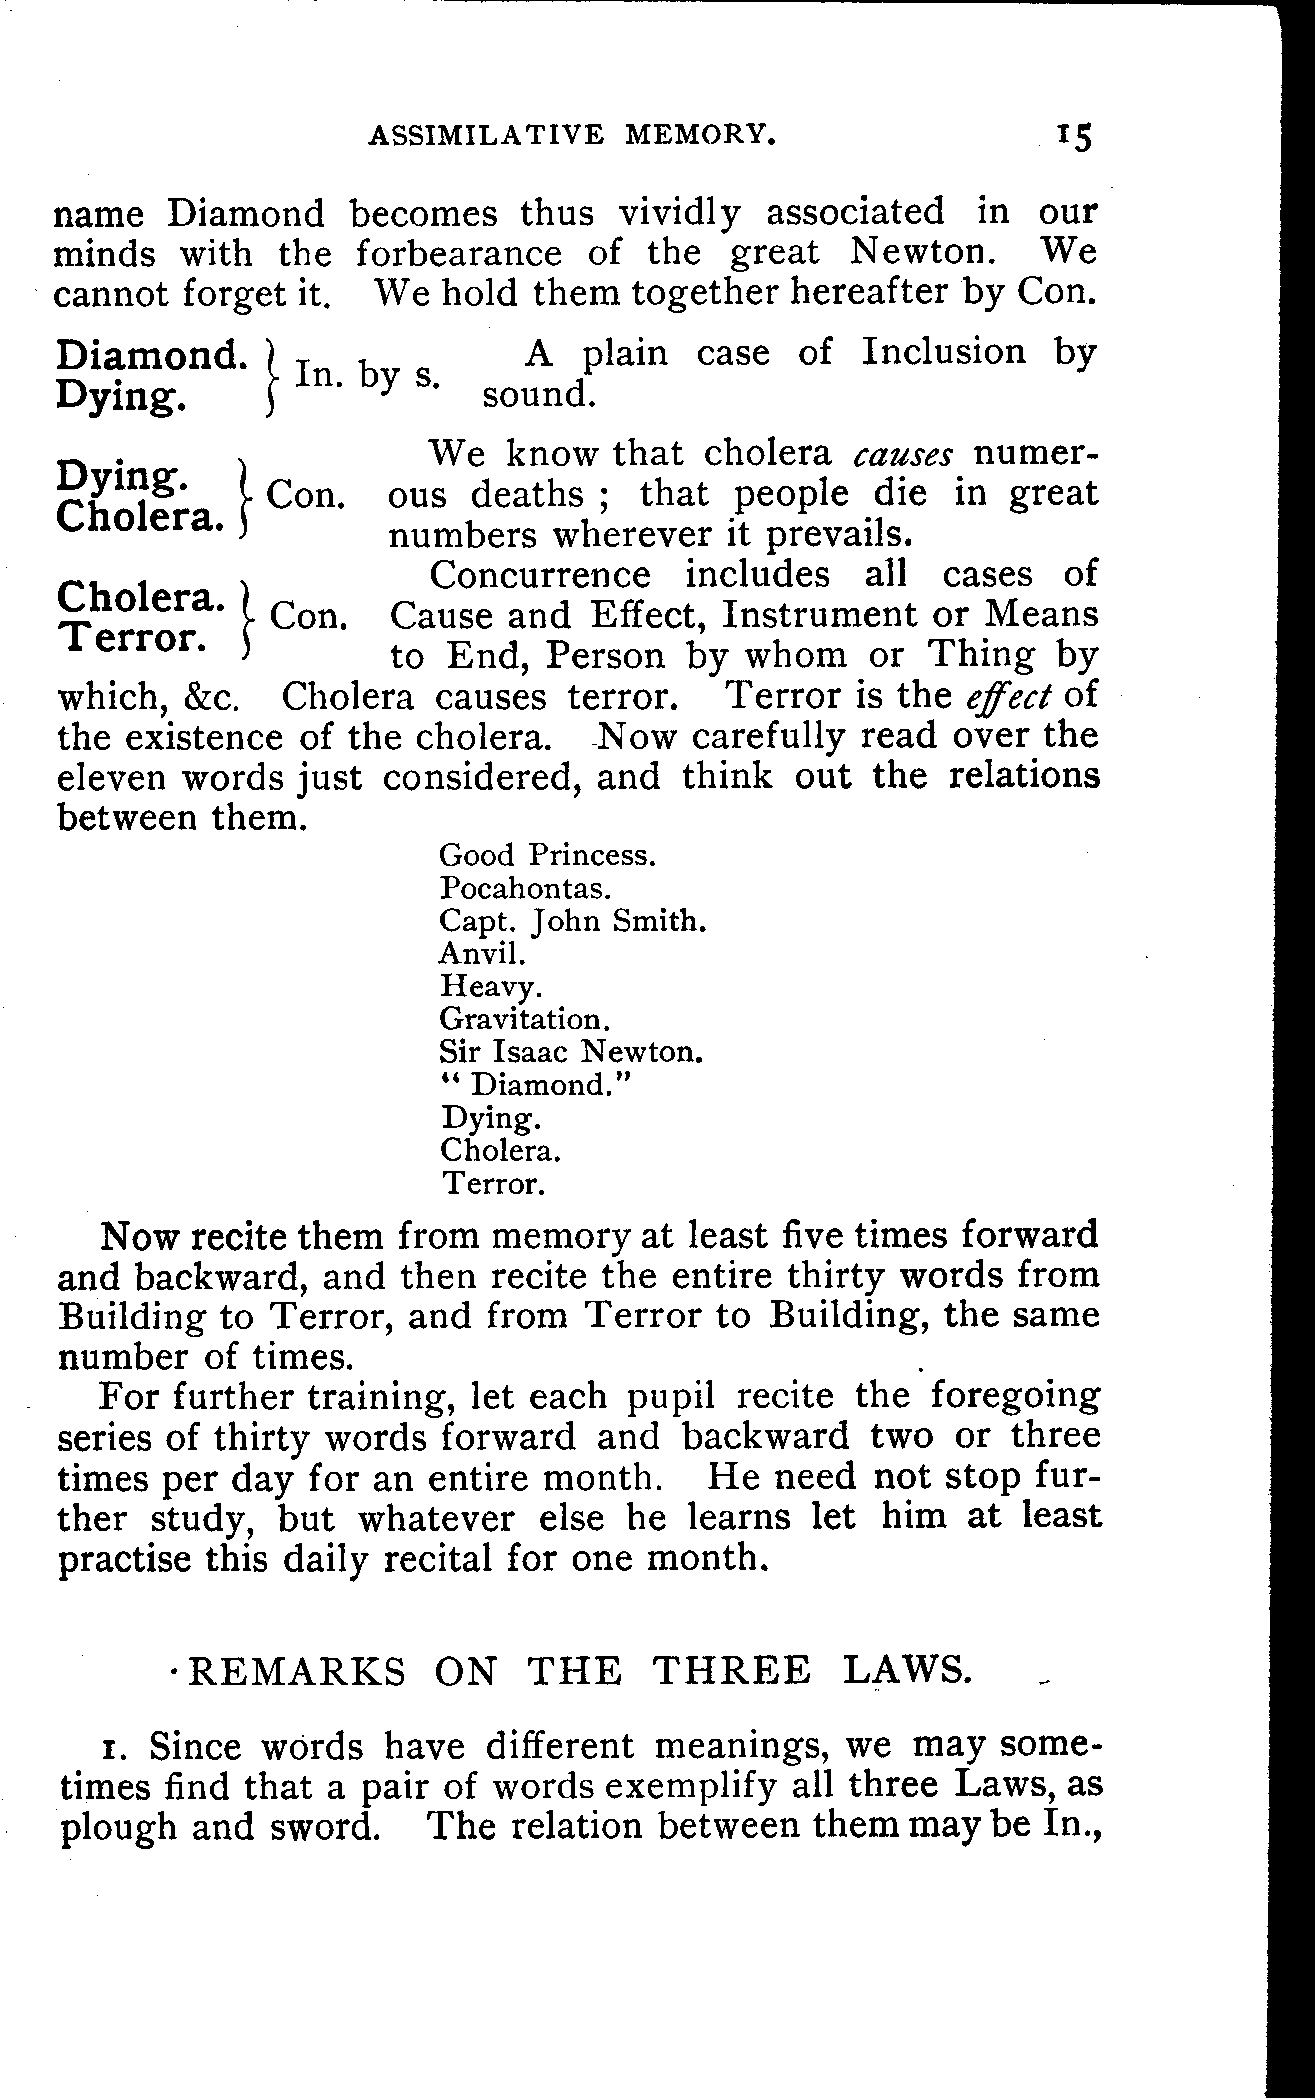 ASSIMILATIVE MEMORY. 15
name Diamond becomes thus vividly associated in our
minds with the forbearance of the great Newton. We
cannot forget it. We hold them together hereafter by Con.
Diamond. } In. by s. A plain case of Inclusion by
Dying. sound.
We know that cholera causes numer-
Dying. } Con. ous deaths ; that people die in great
Cholera. numbers wherever it prevails.
Concurrence includes all cases of
Cholera. } Con. Cause and Effect, Instrument or Means
Terror. to End, Person by whom or Thing by
which, &c. Cholera causes terror. Terror is the effect of
the existence of the cholera. Now carefully read over the
eleven words just considered, and think out the relations
between them.
Good Princess.
Pocahontas.
Capt. John Smith.
Anvil.
Heavy.
Gravitation.
Sir Isaac Newton.
“ Diamond.”
Dying.
Cholera.
Terror.
Now recite them from memory at least five times forward
and backward, and then recite the entire thirty words from
Building to Terror, and from Terror to Building, the same
number of times.
For further training, let each pupil recite the foregoing
series of thirty words forward and backward two or three
times per day for an entire month. He need not stop fur-
ther study, but whatever else he learns let him at least
practise this daily recital for one month.
REMARKS ON THE THREE LAWS.
1. Since words have different meanings, we may some-
times find that a pair of words exemplify all three Laws, as
plough and sword. The relation between them may be In.,